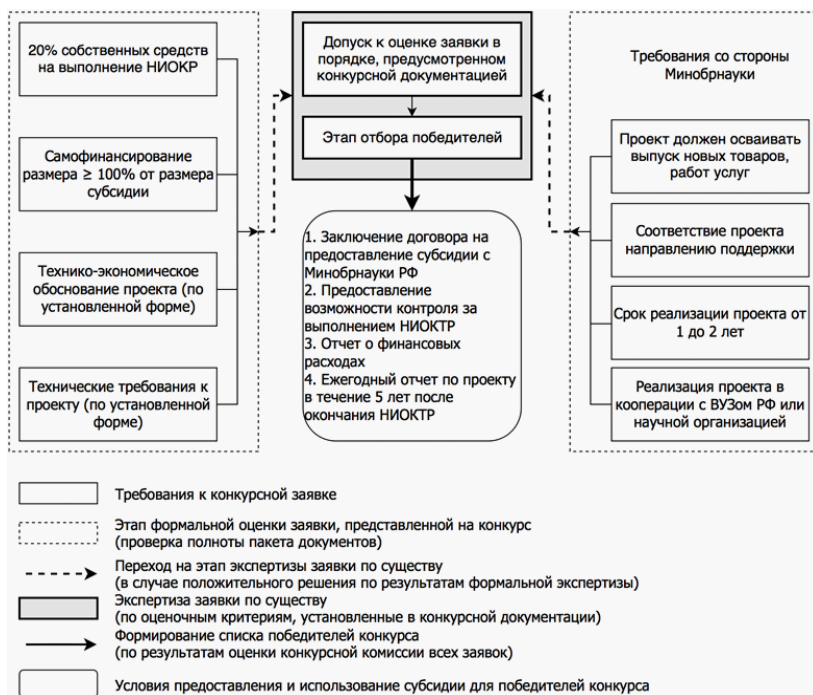 20% собственных средств
на выполнение НИОКР
Самофинансирование
размера ≥ 100% от размера
субсидии
Технико-экономическое
обоснование проекта (по
установленной форме)
Технические требования к
проекту (по установленной
форме)
Допуск к оценке заявки в
порядке, предусмотренном
конкурсной документацией
Этап отбора победителей
1. Заключение договора на
предоставление субсидии с
Минобрнауки РФ
2. Предоставление
возможности контроля за
выполнением НИОКТР
3. Отчет о финансовых
расходах
4. Ежегодный отчет по проекту
в течение 5 лет после
окончания НИОКТР
Требования со стороны
Минобрнауки
Проект должен осваивать
выпуск новых товаров,
работ услуг
Соответствие проекта
направлению поддержки
Срок реализации проекта от
1 до 2 лет
Реализация проекта в
кооперации с ВУЗом РФ или
научной организацией
Требования к конкурсной заявке
Этап формальной оценки заявки, представленной на конкурс
(проверка полноты пакета документов)
Переход на этап экспертизы заявки по существу
(в случае положительного решения по результатам формальной экспертизы)
Экспертиза заявки по существу
(по оценочным критериям, установленные в конкурсной документации)
Формирование списка победителей конкурса
(по результатам оценки конкурсной комиссии всех заявок)
Условия предоставления и использование субсидии для победителей конкурса